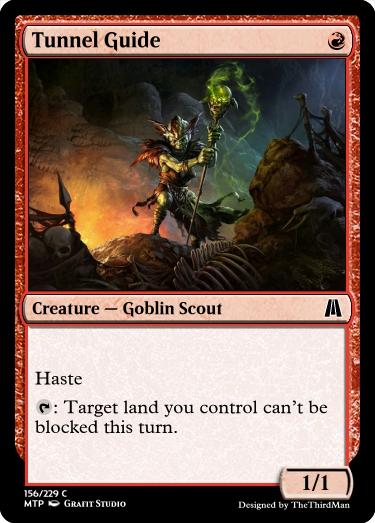 Tunnel Guide
Creature — Goblin Scout
Haste
: Target land you control can't be
blocked this turn.
1/1
156/229 C
MTP Grafit Studio
Designed by TheThirdMan